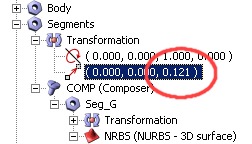 Body
Segments
Transformation
( 0.000, 0.000, 1.000, 0.000 )
( 0.000, 0.000, 0.121 )
COMP (Composer)
Seg_G
Transformation
NRBS (NURBS - 3D surface)